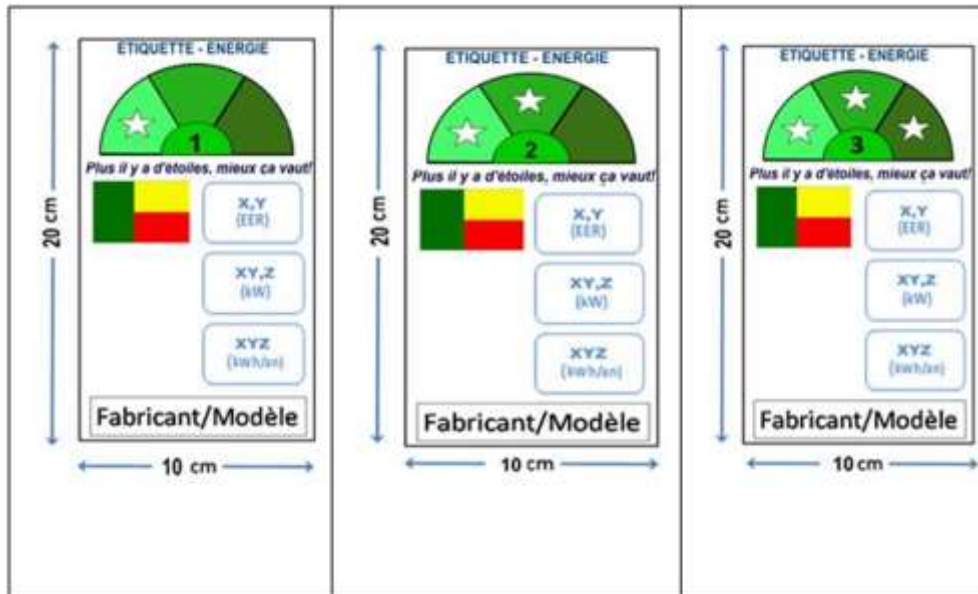 ETIQUETTE - ENERGIE
1
Plus il y a d'étoiles, mieux ça vaut!
X,Y
(EER)
XY,Z
(kW)
XYZ
(kWh/an)
Fabricant/Modèle
20 cm
10 cm
ETIQUETTE - ENERGIE
2
Plus il y a d'étoiles, mieux ça vaut!
X,Y
(EER)
XY,Z
(kW)
XYZ
(kWh/an)
Fabricant/Modèle
20 cm
10 cm
ETIQUETTE - ENERGIE
3
Plus il y a d'étoiles, mieux ça vaut!
X,Y
(EER)
XY,Z
(kW)
XYZ
(kWh/an)
Fabricant/Modèle
20 cm
10 cm